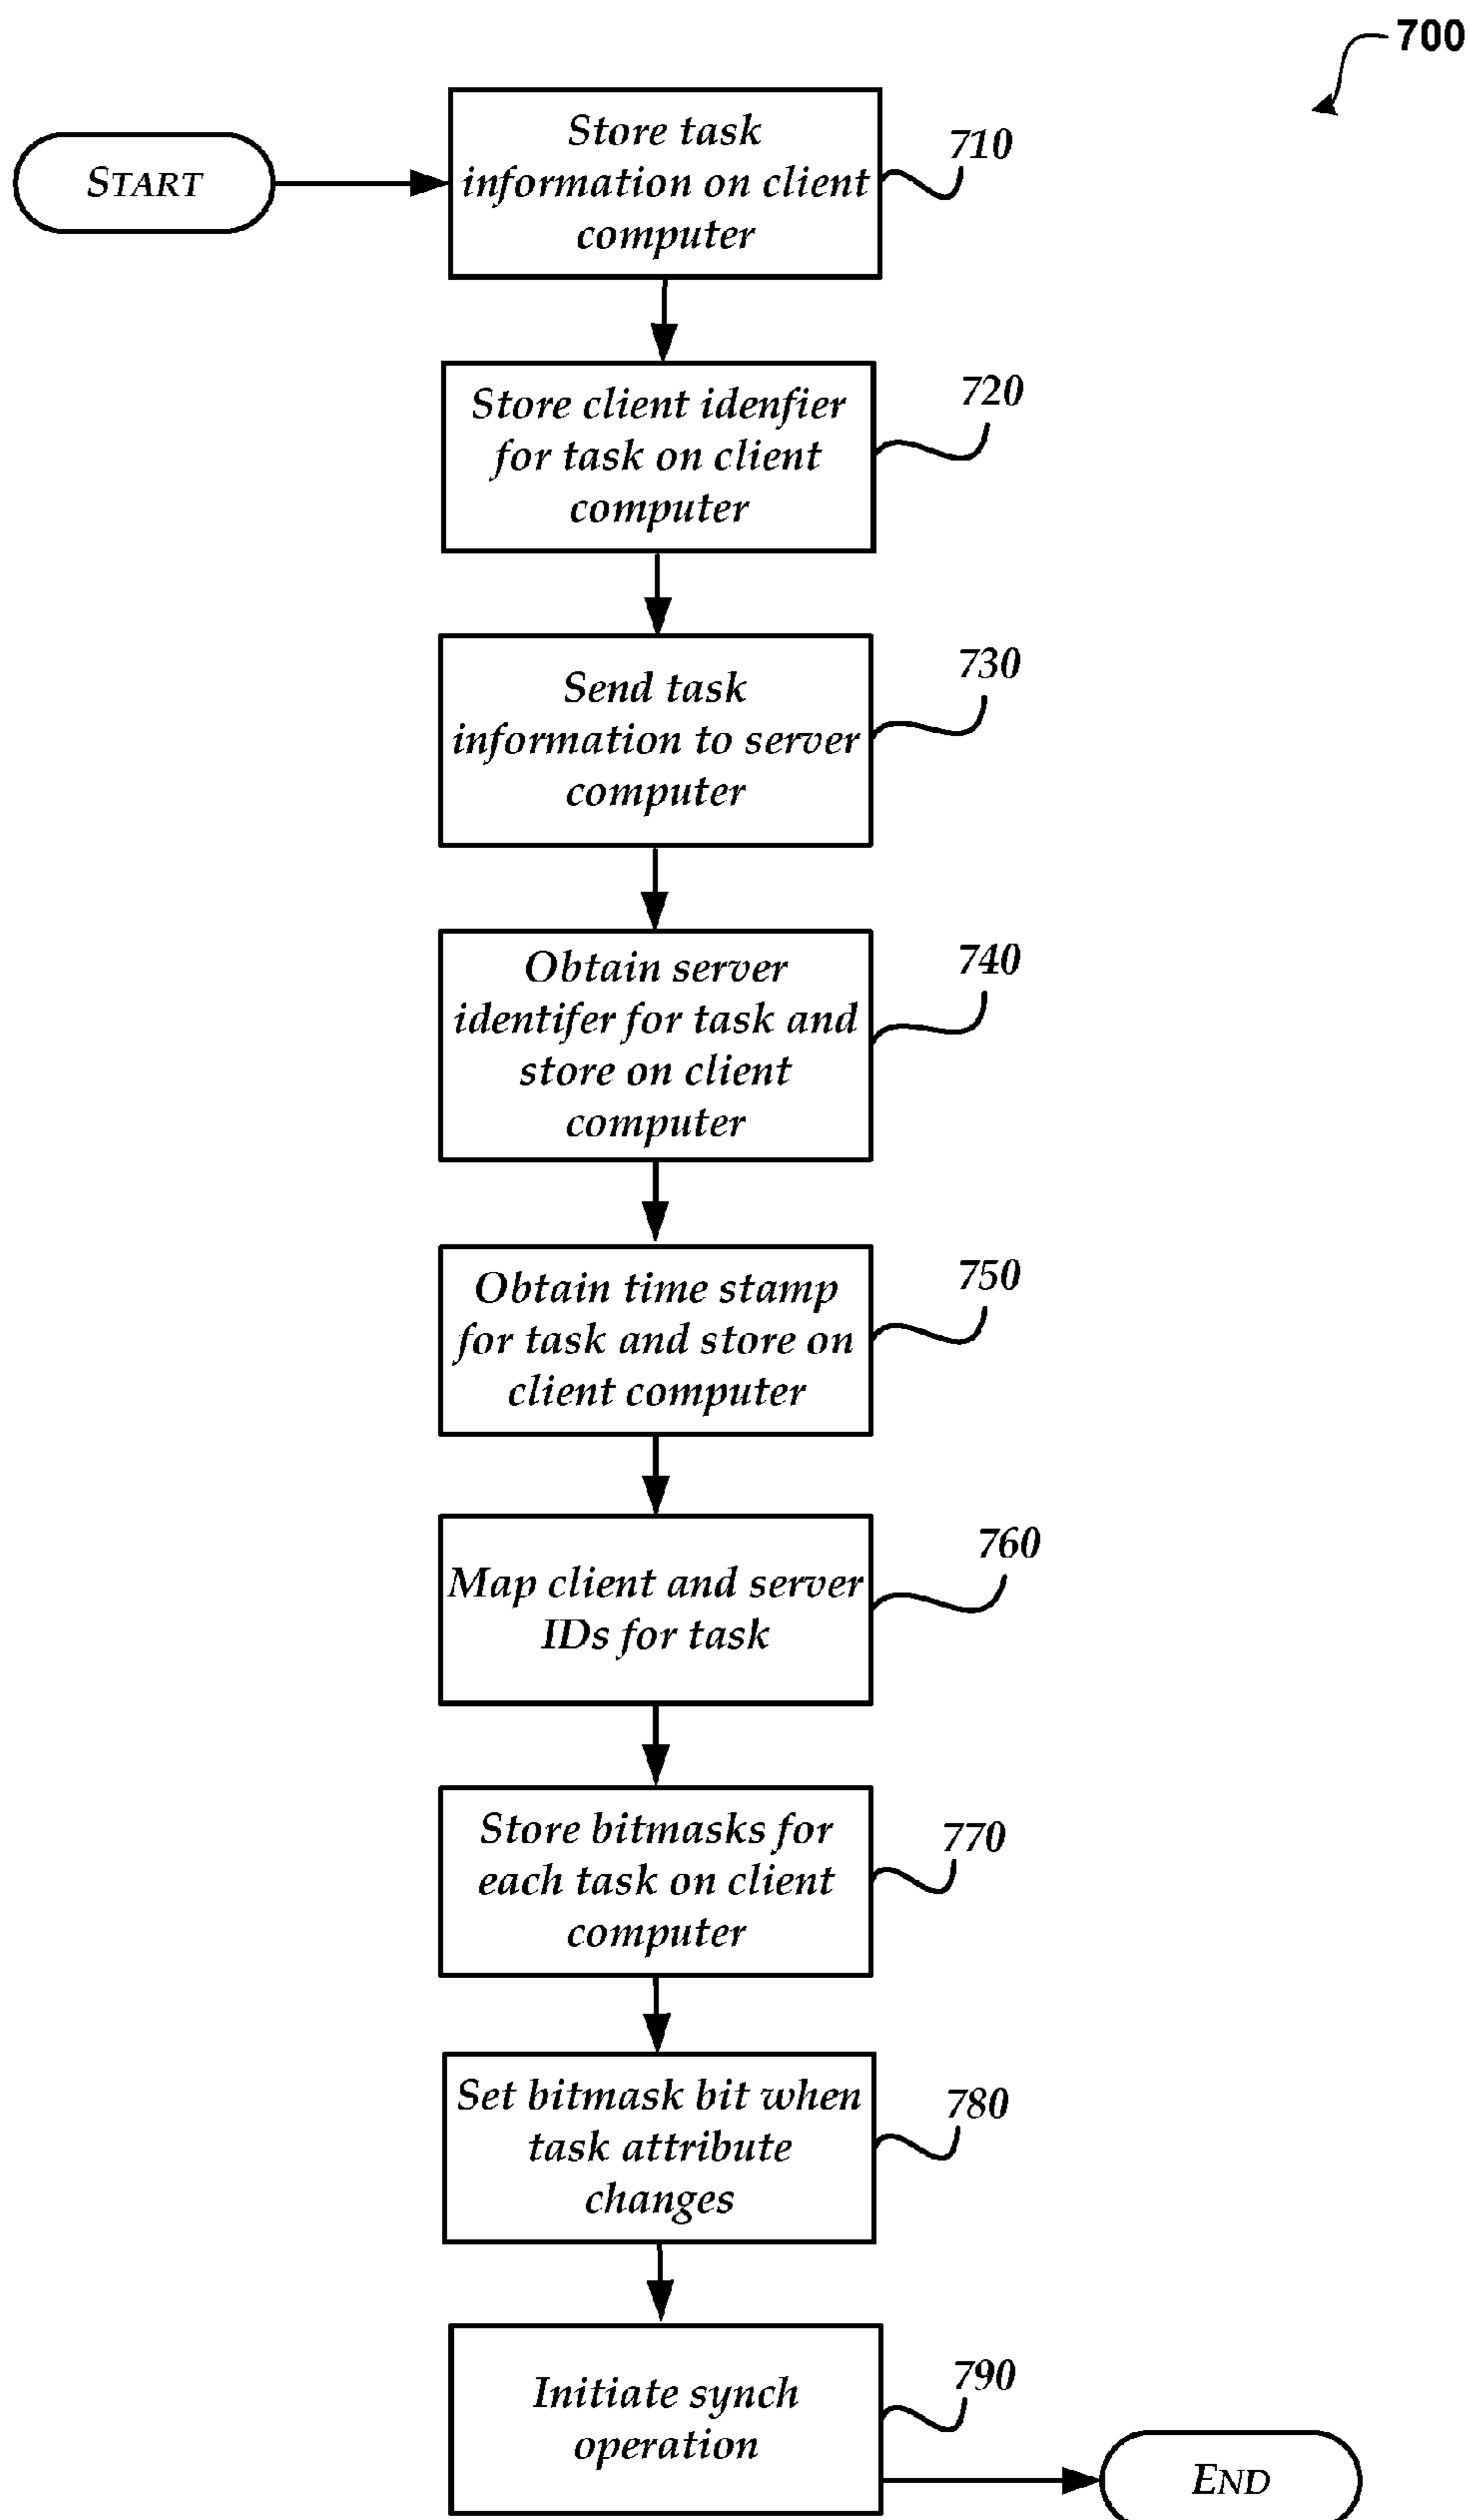 700
START
Store task
information on client
computer
710
Store client idenfier
for task on client
computer
720
Send task
information to server
computer
730
Obtain server
identifer for task and
store on client
computer
740
Obtain time stamp
for task and store on
client computer
750
Map client and server
IDs for task
760
Store bitmasks for
each task on client
computer
770
Set bitmask bit when
task attribute
changes
780
Initiate synch
operation
790
END